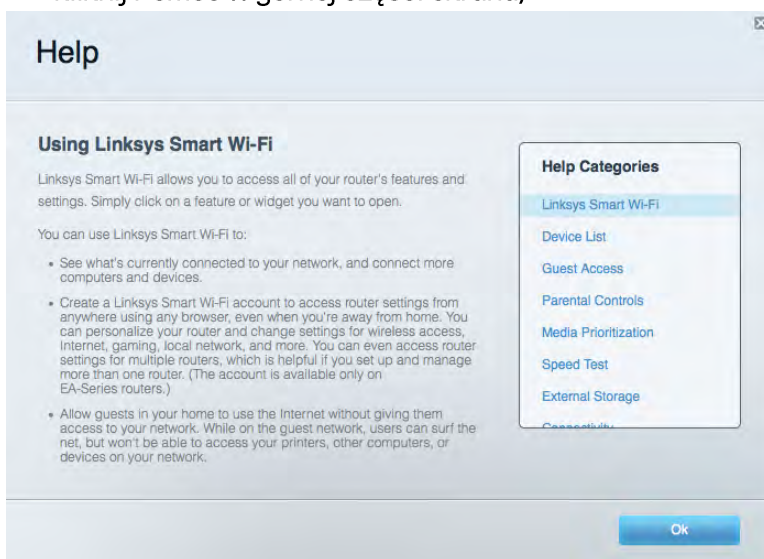 w górnej części ekranu)
Help
Using Linksys Smart Wi-Fi
Linksys Smart Wi-Fi allows you to access all of your router's features and
settings. Simply click on a feature or widget you want to open.
You can use Linksys Smart Wi-Fi to:
• See what's currently connected to your network, and connect more
computers and devices.
• Create a Linksys Smart Wi-Fi account to access router settings from
anywhere using any browser, even when you're away from home. You
can personalize your router and change settings for wireless access,
Internet, gaming, local network, and more. You can even access router
settings for multiple routers, which is helpful if you set up and manage
more than one router. (The account is available only on
EA-Series routers.)
• Allow guests in your home to use the Internet without giving them
access to your network. While on the guest network, users can surf the
net, but won't be able to access your printers, other computers, or
devices on your network.
Help Categories
Linksys Smart Wi-Fi
Device List
Guest Access
Parental Controls
Media Prioritization
Speed Test
External Storage
Connectivity
Ok